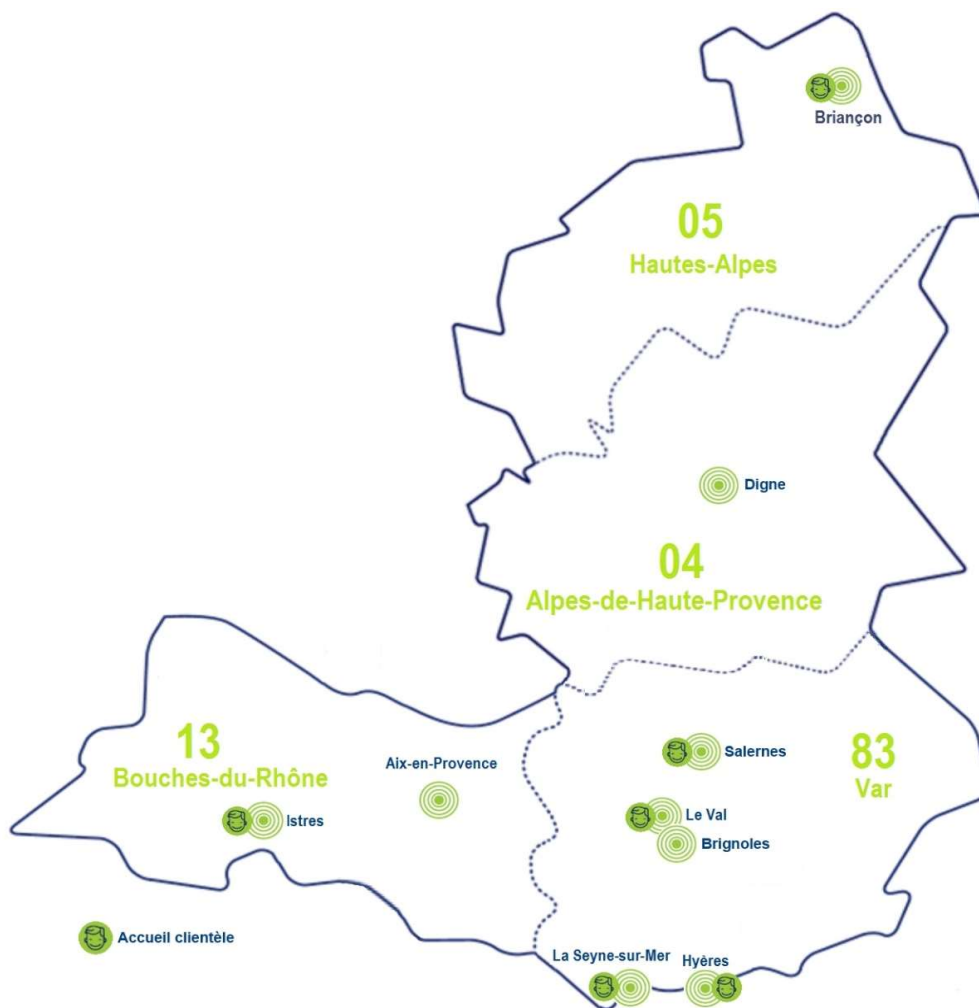 Briançon
05
Hautes-Alpes
Digne
04
Alpes-de-Haute-Provence
13
Bouches-du-Rhône
Aix-en-Provence
Istres
Salernes
83
Var
Le Val
Brignoles
Accueil clientèle
La Seyne-sur-Mer
Hyères